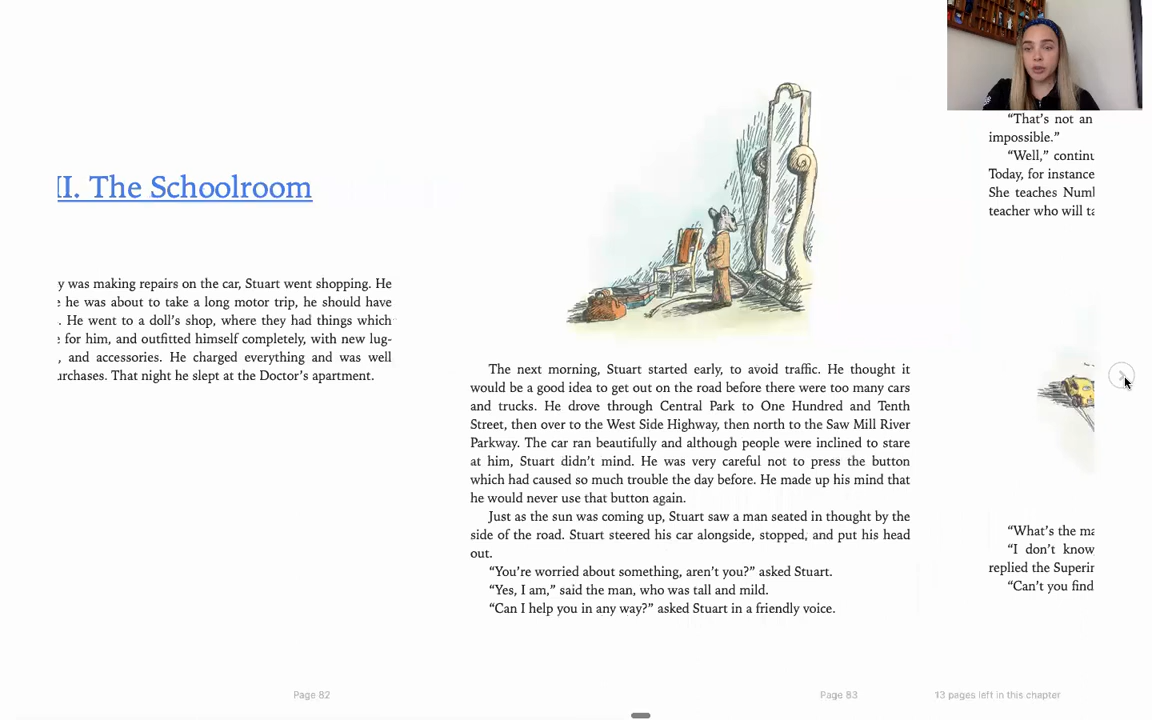 II. The Schoolroom
was making repairs on the car, Stuart went shopping. He
he was about to take a long motor trip, he should have
. He went to a doll's shop, where they had things which
for him, and outfitted himself completely, with new lug-
, and accessories. He charged everything and was well
urchases. That night he slept at the Doctor's apartment.
Page 82
The next morning, Stuart started early, to avoid traffic. He thought it
would be a good idea to get out on the road before there were too many cars
and trucks. He drove through Central Park to One Hundred and Tenth
Street, then over to the West Side Highway, then north to the Saw Mill River
Parkway. The car ran beautifully and although people were inclined to stare
at him, Stuart didn't mind. He was very careful not to press the button
which had caused so much trouble the day before. He made up his mind that
he would never use that button again.
Just as the sun was coming up, Stuart saw a man seated in thought by the
side of the road. Stuart steered his car alongside, stopped, and put his head
out.
“You're worried about something, aren't you?” asked Stuart.
“Yes, I am,” said the man, who was tall and mild.
“Can I help you in any way?” asked Stuart in a friendly voice.
Page 83
“That's not an
impossible.”
“Well,” continu
Today, for instance
She teaches Numl
teacher who will ta
“What's the ma
“I don't know
replied the Superin
“Can't you find
13 pages left in this chapter